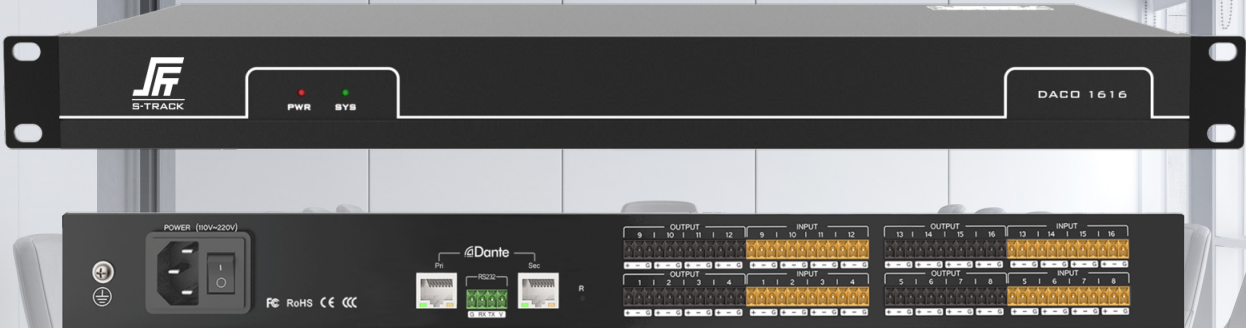 S-TRACK
PWR SYS
DACO 1616
POWER (110V~220V)
Dante
Pri Sec
RS232
G RX TX V
FC RoHS CE CCC
R
OUTPUT INPUT OUTPUT INPUT
9 10 11 12 9 10 11 12 13 14 15 16 13 14 15 16
+ - G + - G + - G + - G + - G + - G + - G + - G + - G + - G + - G + - G + - G + - G + - G + - G
OUTPUT INPUT OUTPUT INPUT
1 2 3 4 1 2 3 4 5 6 7 8 5 6 7 8
+ - G + - G + - G + - G + - G + - G + - G + - G + - G + - G + - G + - G + - G + - G + - G + - G